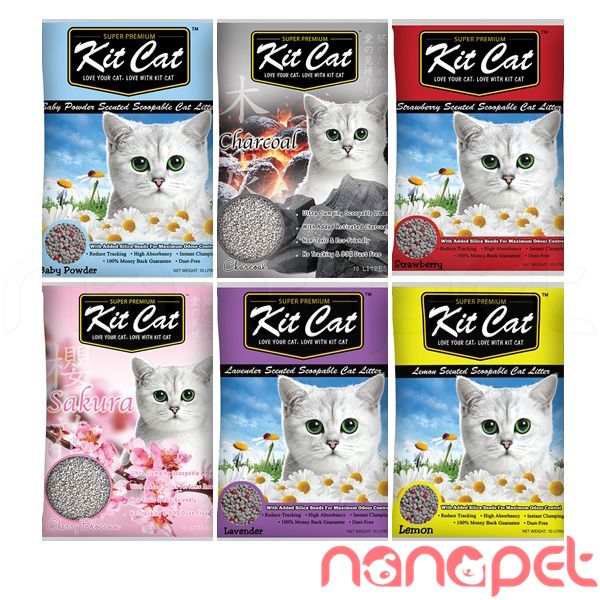 SUPER PREMIUM
Kit Cat
LOVE YOUR CAT, LOVE WITH KIT CAT
Baby Powder Scented Scoopable Cat Litter
With Added Silica Beads For Maximum Odour Control
• Reduce Tracking • High Absorbency • Instant Clumping
• 100% Money Back Guarantee • Dust-Free
Baby Powder
NET WEIGHT: 10 LITRES
Kit Cat
LOVE YOUR CAT, LOVE WITH KIT CAT
木
Charcoal
• Ultra Clumping Scoopable
• With Added Activated Charcoal
• Non-Toxic & Eco-Friendly
• No Tracking & 99% Dust Free
Charcoal
10 LITRES
SUPER PREMIUM
Kit Cat
TM
LOVE YOUR CAT, LOVE WITH KIT CAT
Strawberry Scented Scoopable Cat Litter
With Added Silica Beads For Maximum Odour Control
• Reduce Tracking • High Absorbency • Instant Clumping
• 100% Money Back Guarantee • Dust-Free
Strawberry
NET WEIGHT: 10 LITRES
SUPER PREMIUM
Kit Cat
LOVE YOUR CAT, LOVE WITH KIT CAT
櫻
Sakura
Cherry Blossom
10 LITRES
SUPER PREMIUM
Kit Cat
TM
LOVE YOUR CAT, LOVE WITH KIT CAT
Lavender Scented Scoopable Cat Litter
With Added Silica Beads For Maximum Odour Control
• Reduce Tracking • High Absorbency • Instant Clumping
• 100% Money Back Guarantee • Dust-Free
Lavender
SUPER PREMIUM
Kit Cat
TM
LOVE YOUR CAT, LOVE WITH KIT CAT
Lemon Scented Scoopable Cat Litter
With Added Silica Beads For Maximum Odour Control
• Reduce Tracking • High Absorbency • Instant Clumping
• 100% Money Back Guarantee • Dust-Free
Lemon
nanapet